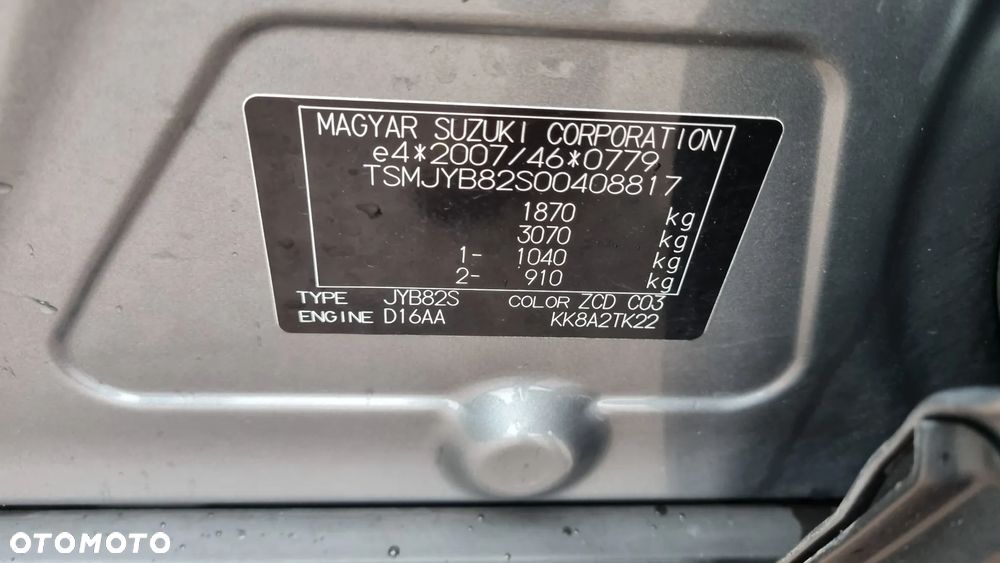 MAGYAR SUZUKI CORPORATION
e4*2007/46*0779
TSMJYB82S00408817
1870 kg
3070 kg
1- 1040 kg
2- 910 kg
TYPE JYB82S COLOR ZCD C03
ENGINE D16AA KK8A2TK22
OTOMOTO